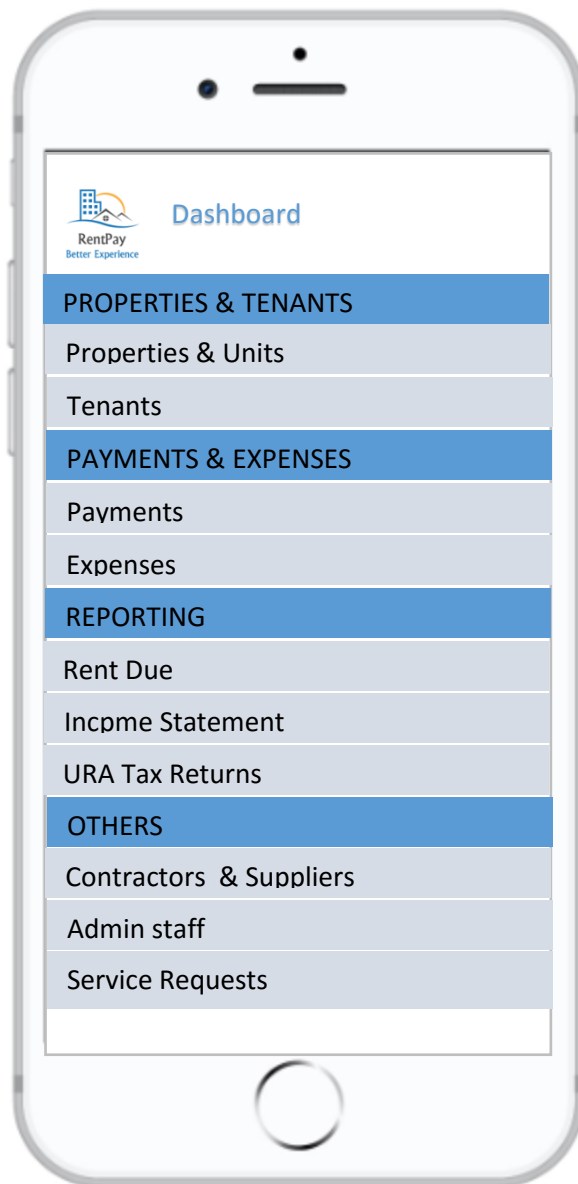 Dashboard
RentPay
Better Experience
PROPERTIES & TENANTS
Properties & Units
Tenants
PAYMENTS & EXPENSES
Payments
Expenses
REPORTING
Rent Due
Incpme Statement
URA Tax Returns
OTHERS
Contractors & Suppliers
Admin staff
Service Requests